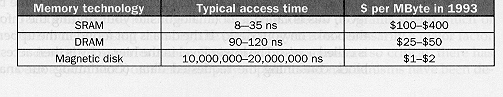 Memory technology Typical access time $ per MByte in 1993
SRAM 8–35 ns $100–$400
DRAM 90–120 ns $25–$50
Magnetic disk 10,000,000–20,000,000 ns $1–$2